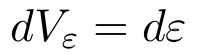 dV_ε = dε